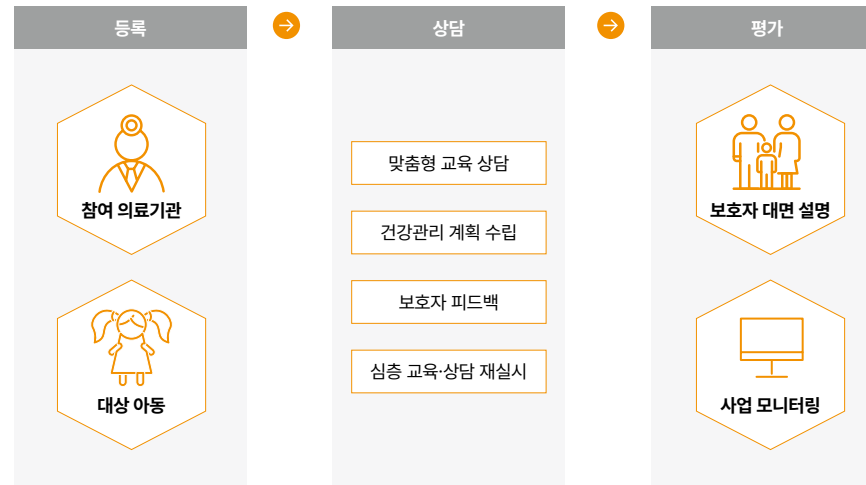 등록
참여 의료기관
대상 아동
상담
맞춤형 교육 상담
건강관리 계획 수립
보호자 피드백
심층 교육·상담 재실시
평가
보호자 대면 설명
사업 모니터링